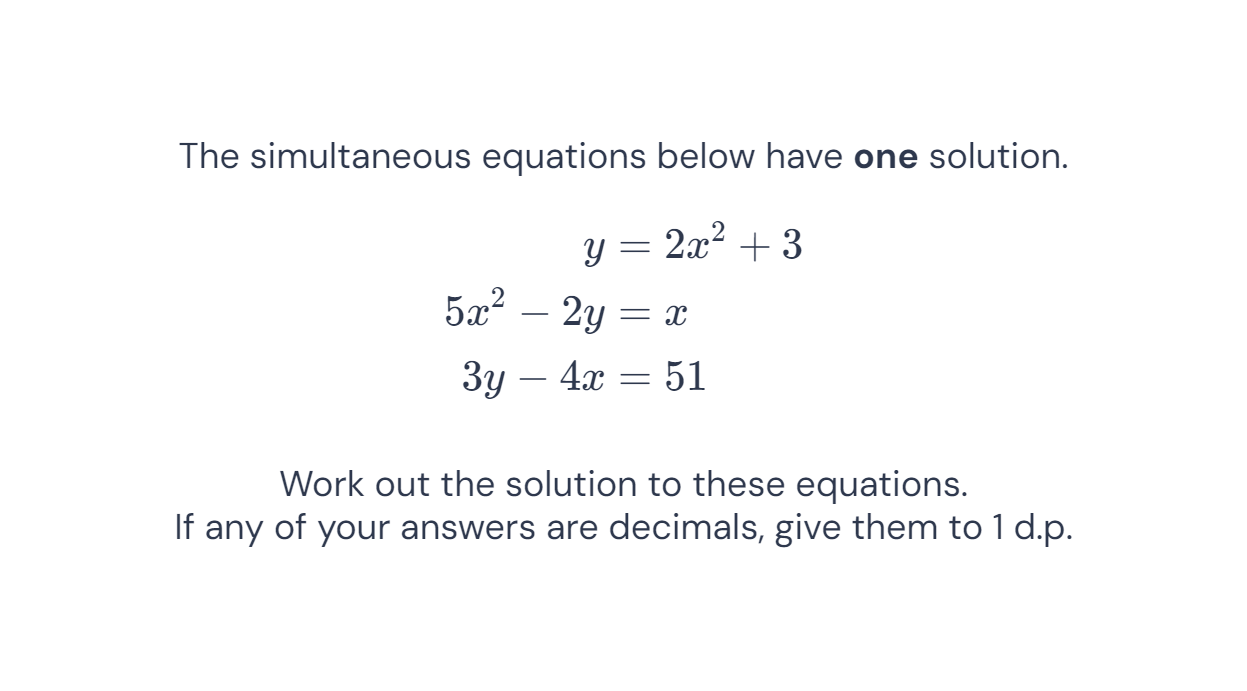 The simultaneous equations below have one solution.
y = 2x² + 3
5x² − 2y = x
3y − 4x = 51
Work out the solution to these equations.
If any of your answers are decimals, give them to 1 d.p.